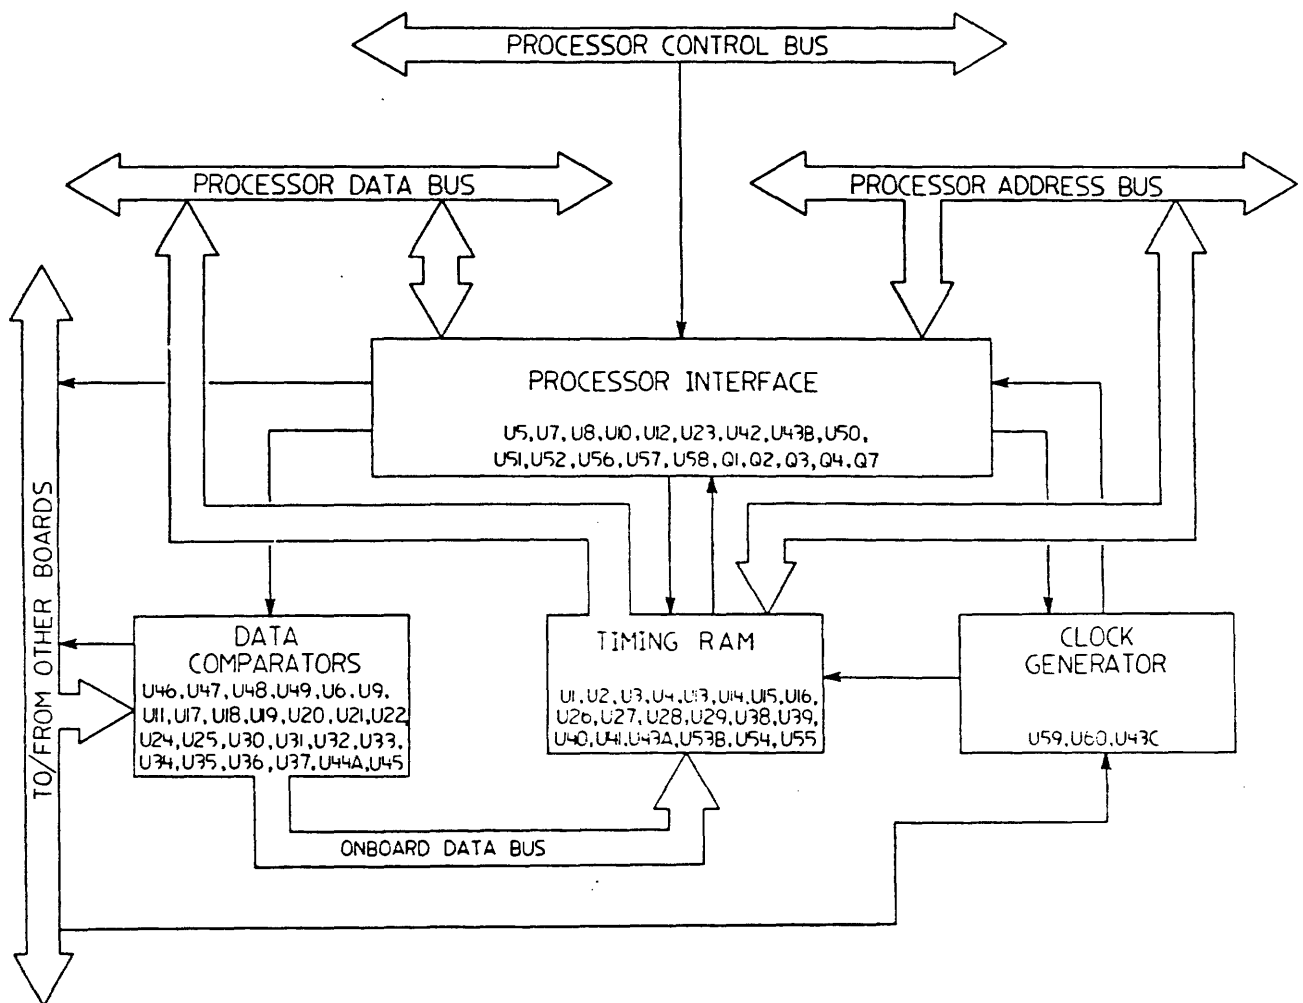 PROCESSOR CONTROL BUS
PROCESSOR DATA BUS
PROCESSOR ADDRESS BUS
PROCESSOR INTERFACE
U5,U7,U8,U10,U12,U23,U42,U43B,U50,
U51,U52,U56,U57,U58,Q1,Q2,Q3,Q4,Q7
TO/FROM OTHER BOARDS
DATA
COMPARATORS
U46,U47,U48,U49,U6,U9,
U11,U17,U18,U19,U20,U21,U22,
U24,U25,U30,U31,U32,U33,
U34,U35,U36,U37,U44A,U45
TIMING RAM
U1,U2,U3,U4,U13,U14,U15,U16,
U26,U27,U28,U29,U38,U39,
U40,U41,U43A,U53B,U54,U55
CLOCK
GENERATOR
U59,U60,U43C
ONBOARD DATA BUS